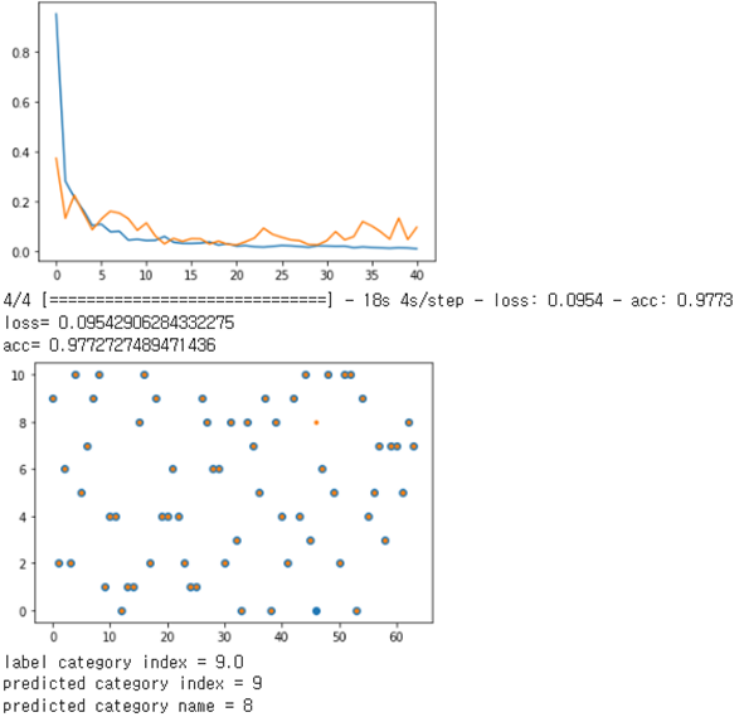 0.8
0.6
0.4
0.2
0.0
0 5 10 15 20 25 30 35 40
4/4 [==============================] - 18s 4s/step - loss: 0.0954 - acc: 0.9773
loss= 0.09542906284332275
acc= 0.9772727489471436
10
8
6
4
2
0
0 10 20 30 40 50 60
label category index = 9.0
predicted category index = 9
predicted category name = 8